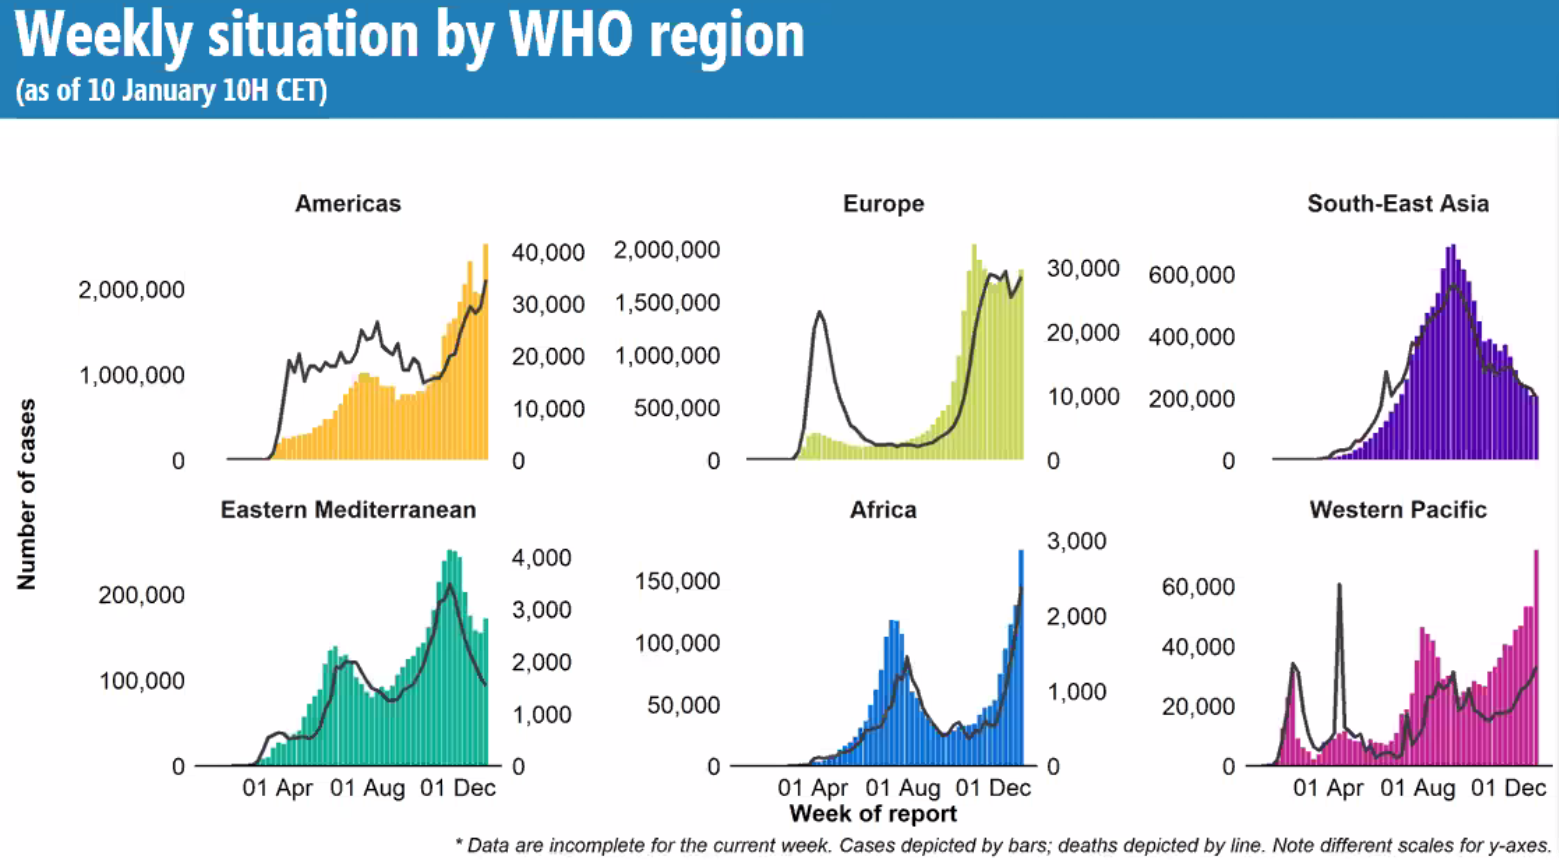 Weekly situation by WHO region
(as of 10 January 10H CET)
Americas
Europe
South-East Asia
2,000,000
1,000,000
0
40,000
30,000
20,000
10,000
0
2,000,000
1,500,000
1,000,000
500,000
0
30,000
20,000
10,000
0
600,000
400,000
200,000
0
Number of cases
Eastern Mediterranean
Africa
Western Pacific
200,000
100,000
0
4,000
3,000
2,000
1,000
0
150,000
100,000
50,000
0
3,000
2,000
1,000
0
60,000
40,000
20,000
0
01 Apr 01 Aug 01 Dec
01 Apr 01 Aug 01 Dec
01 Apr 01 Aug 01 Dec
Week of report
* Data are incomplete for the current week. Cases depicted by bars; deaths depicted by line. Note different scales for y-axes.